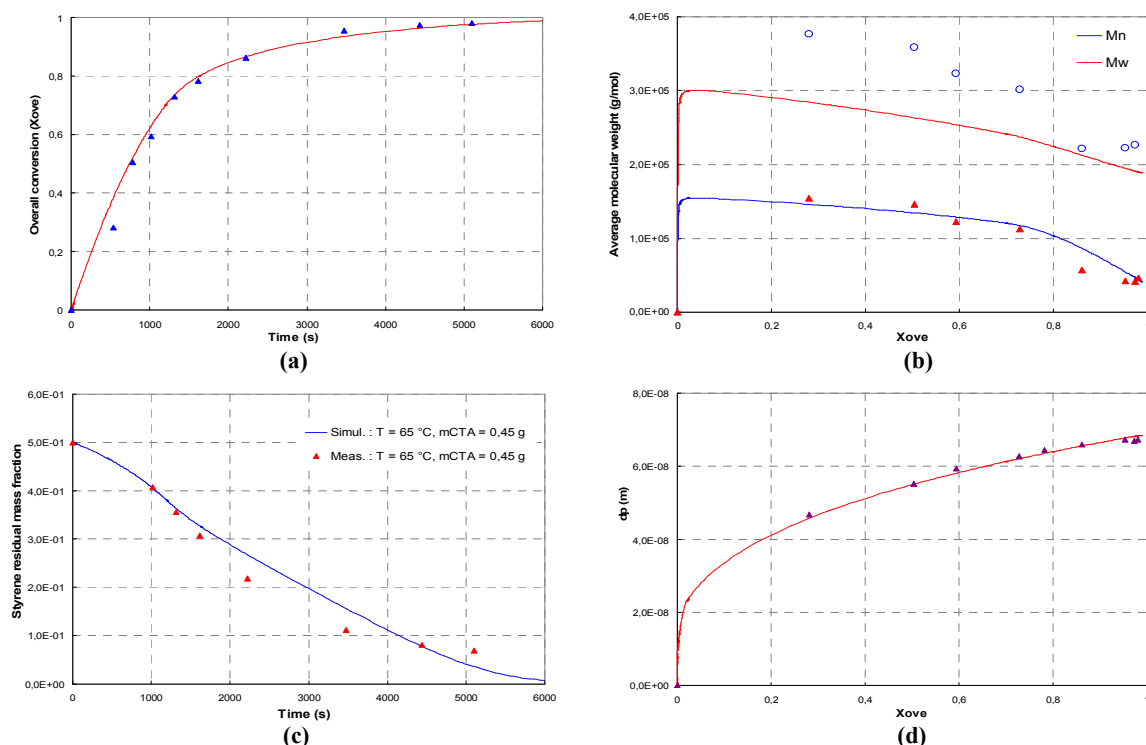 Overall conversion (Xove)
1
0,8
0,6
0,4
0,2
0
0 1000 2000 3000 4000 5000 6000
Time (s)
(a)
Average molecular weight (g/mol)
4,0E+05
3,0E+05
2,0E+05
1,0E+05
0,0E+00
Mn
Mw
0 0,2 0,4 0,6 0,8 1
Xove
(b)
Styrene residual mass fraction
6,0E-01
5,0E-01
4,0E-01
3,0E-01
2,0E-01
1,0E-01
0,0E+00
Simul. : T = 65 °C, mCTA = 0,45 g
Meas. : T = 65 °C, mCTA = 0,45 g
0 1000 2000 3000 4000 5000 6000
Time (s)
(c)
dp (m)
8,0E-08
6,0E-08
4,0E-08
2,0E-08
0,0E+00
0 0,2 0,4 0,6 0,8 1
Xove
(d)